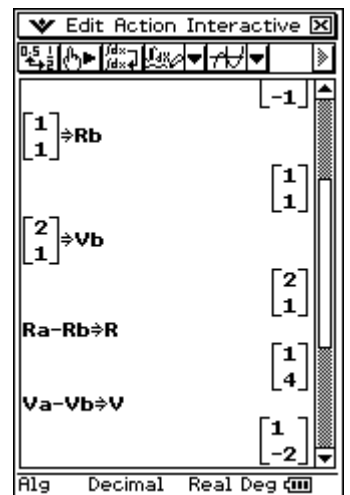 Edit Action Interactive
[-1]
[1
1]⇒Rb
[1
1]
[2
1]⇒Vb
[2
1]
Ra-Rb⇒R
[1
4]
Va-Vb⇒V
[1
-2]
Alg Decimal Real Deg